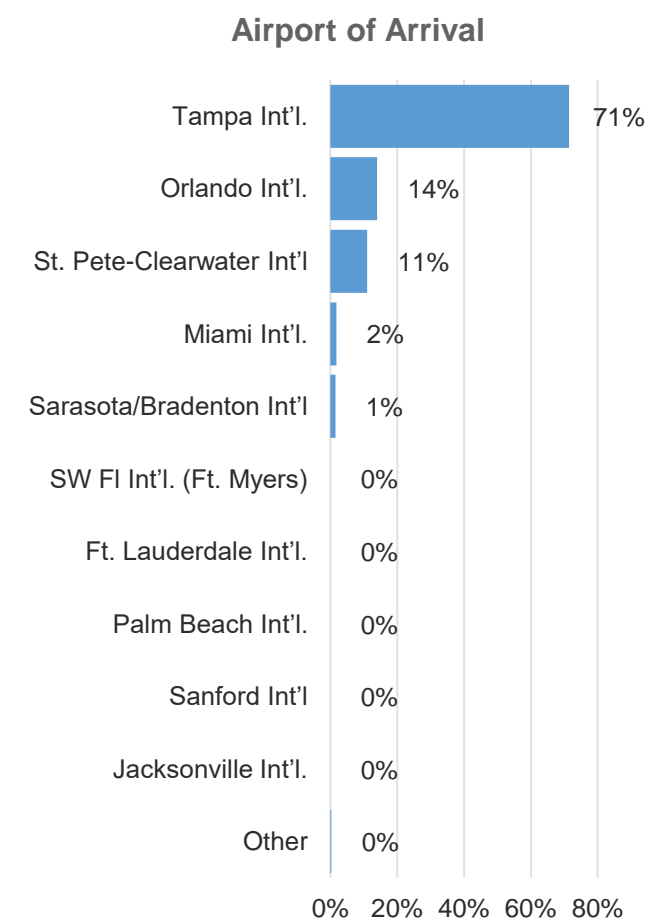 Airport of Arrival
Tampa Int’l. 71%
Orlando Int’l. 14%
St. Pete-Clearwater Int’l 11%
Miami Int’l. 2%
Sarasota/Bradenton Int’l 1%
SW Fl Int’l. (Ft. Myers) 0%
Ft. Lauderdale Int’l. 0%
Palm Beach Int’l. 0%
Sanford Int’l 0%
Jacksonville Int’l. 0%
Other 0%
0% 20% 40% 60% 80%